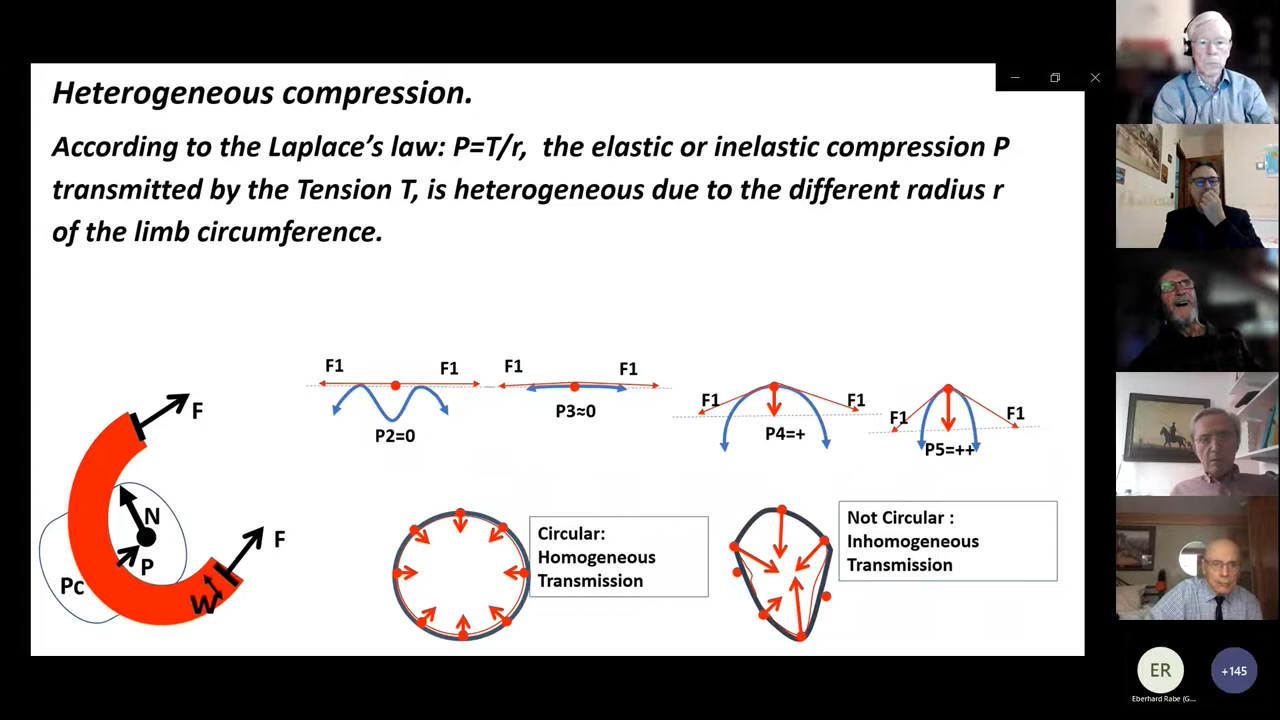 Heterogeneous compression.
According to the Laplace's law: P=T/r, the elastic or inelastic compression P
transmitted by the Tension T, is heterogeneous due to the different radius r
of the limb circumference.
F1 F1 F1 F1
P2=0
P3≈0
F1 F1
P4=+
F1 F1
P5=++
F
F
N
P
Pc
W
Circular:
Homogeneous
Transmission
Not Circular :
Inhomogeneous
Transmission
ER
+145
Eberhard Rabe (G...